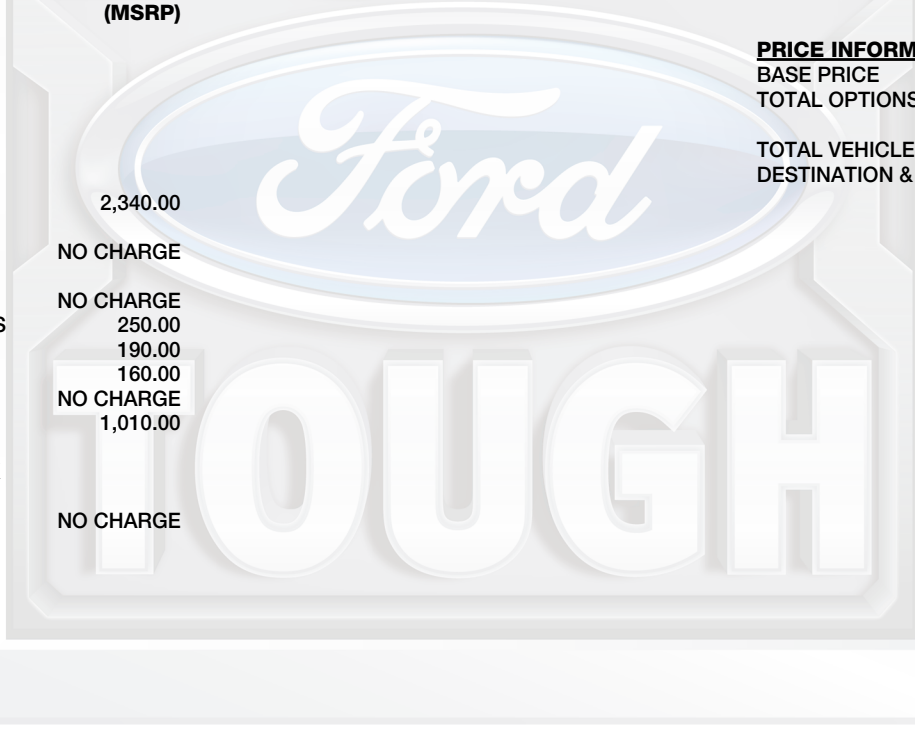 (MSRP)
PRICE INFORM
BASE PRICE
TOTAL OPTIONS
TOTAL VEHICLE
DESTINATION &
2,340.00
NO CHARGE
NO CHARGE
S 250.00
190.00
160.00
NO CHARGE
1,010.00
NO CHARGE
Ford
TOUGH